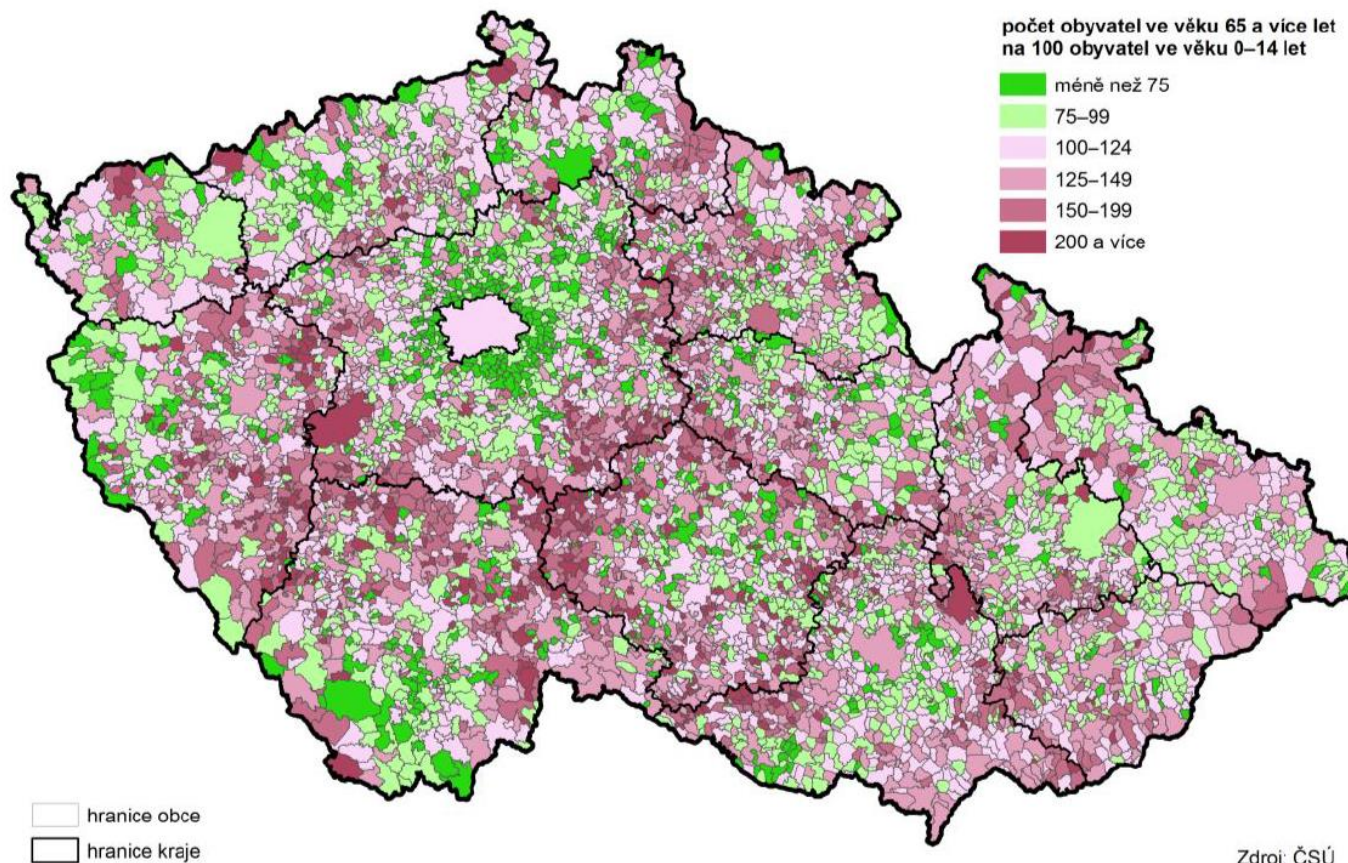 počet obyvatel ve věku 65 a více let
na 100 obyvatel ve věku 0–14 let
méně než 75
75–99
100–124
125–149
150–199
200 a více
hranice obce
hranice kraje
Zdroj: ČSÚ